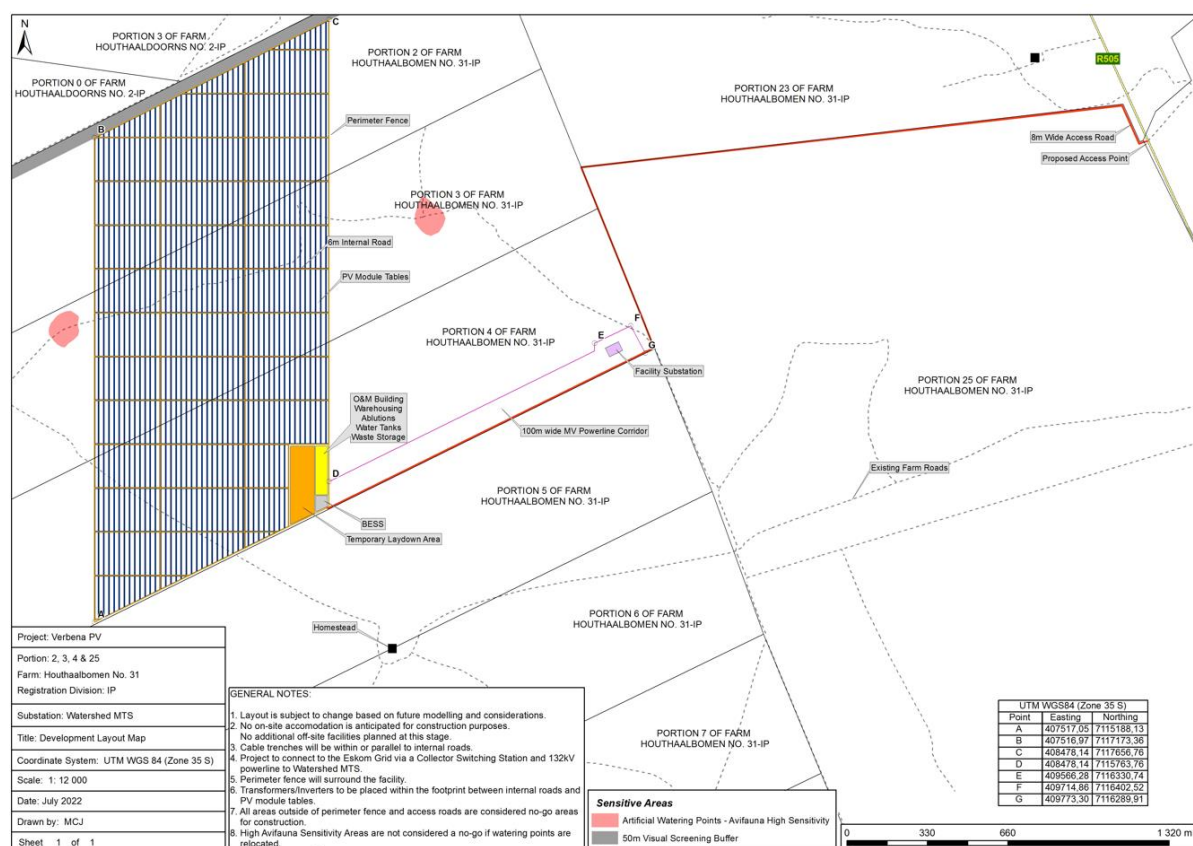 N
PORTION 3 OF FARM
HOUTHAALDOORNS NO. 2-IP
PORTION 0 OF FARM
HOUTHAALDOORNS NO. 2-IP
C
PORTION 2 OF FARM
HOUTHAALBOMEN NO. 31-IP
PORTION 23 OF FARM
HOUTHAALBOMEN NO. 31-IP
R505
B
Perimeter Fence
8m Wide Access Road
Proposed Access Point
PORTION 3 OF FARM
HOUTHAALBOMEN NO. 31-IP
6m Internal Road
PV Module Tables
PORTION 4 OF FARM
HOUTHAALBOMEN NO. 31-IP
E
F
G
Facility Substation
PORTION 25 OF FARM
HOUTHAALBOMEN NO. 31-IP
O&M Building
Warehousing
Ablutions
Water Tanks
Waste Storage
100m wide MV Powerline Corridor
D
Existing Farm Roads
PORTION 5 OF FARM
HOUTHAALBOMEN NO. 31-IP
BESS
Temporary Laydown Area
A
PORTION 6 OF FARM
HOUTHAALBOMEN NO. 31-IP
Homestead
PORTION 7 OF FARM
HOUTHAALBOMEN NO. 31-IP
Project: Verbena PV
Portion: 2, 3, 4 & 25
Farm: Houthaalbomen No. 31
Registration Division: IP
Substation: Watershed MTS
Title: Development Layout Map
Coordinate System: UTM WGS 84 (Zone 35 S)
Scale: 1: 12 000
Date: July 2022
Drawn by: MCJ
Sheet 1 of 1
GENERAL NOTES:
1. Layout is subject to change based on future modelling and considerations.
2. No on-site accomodation is anticipated for construction purposes.
No additional off-site facilities planned at this stage.
3. Cable trenches will be within or parallel to internal roads.
4. Project to connect to the Eskom Grid via a Collector Switching Station and 132kV
powerline to Watershed MTS.
5. Perimeter fence will surround the facility.
6. Transformers/Inverters to be placed within the footprint between internal roads and
PV module tables.
7. All areas outside of perimeter fence and access roads are considered no-go areas
for construction.
8. High Avifauna Sensitivity Areas are not considered a no-go if watering points are
relocated.
Sensitive Areas
Artificial Watering Points - Avifauna High Sensitivity
50m Visual Screening Buffer
UTM WGS84 (Zone 35 S)
Point Easting Northing
A 407517,05 7115188,13
B 407516,97 7117173,36
C 408478,14 7117656,76
D 408478,14 7115763,76
E 409566,28 7116330,74
F 409714,86 7116402,52
G 409773,30 7116289,91
0 330 660 1 320 m